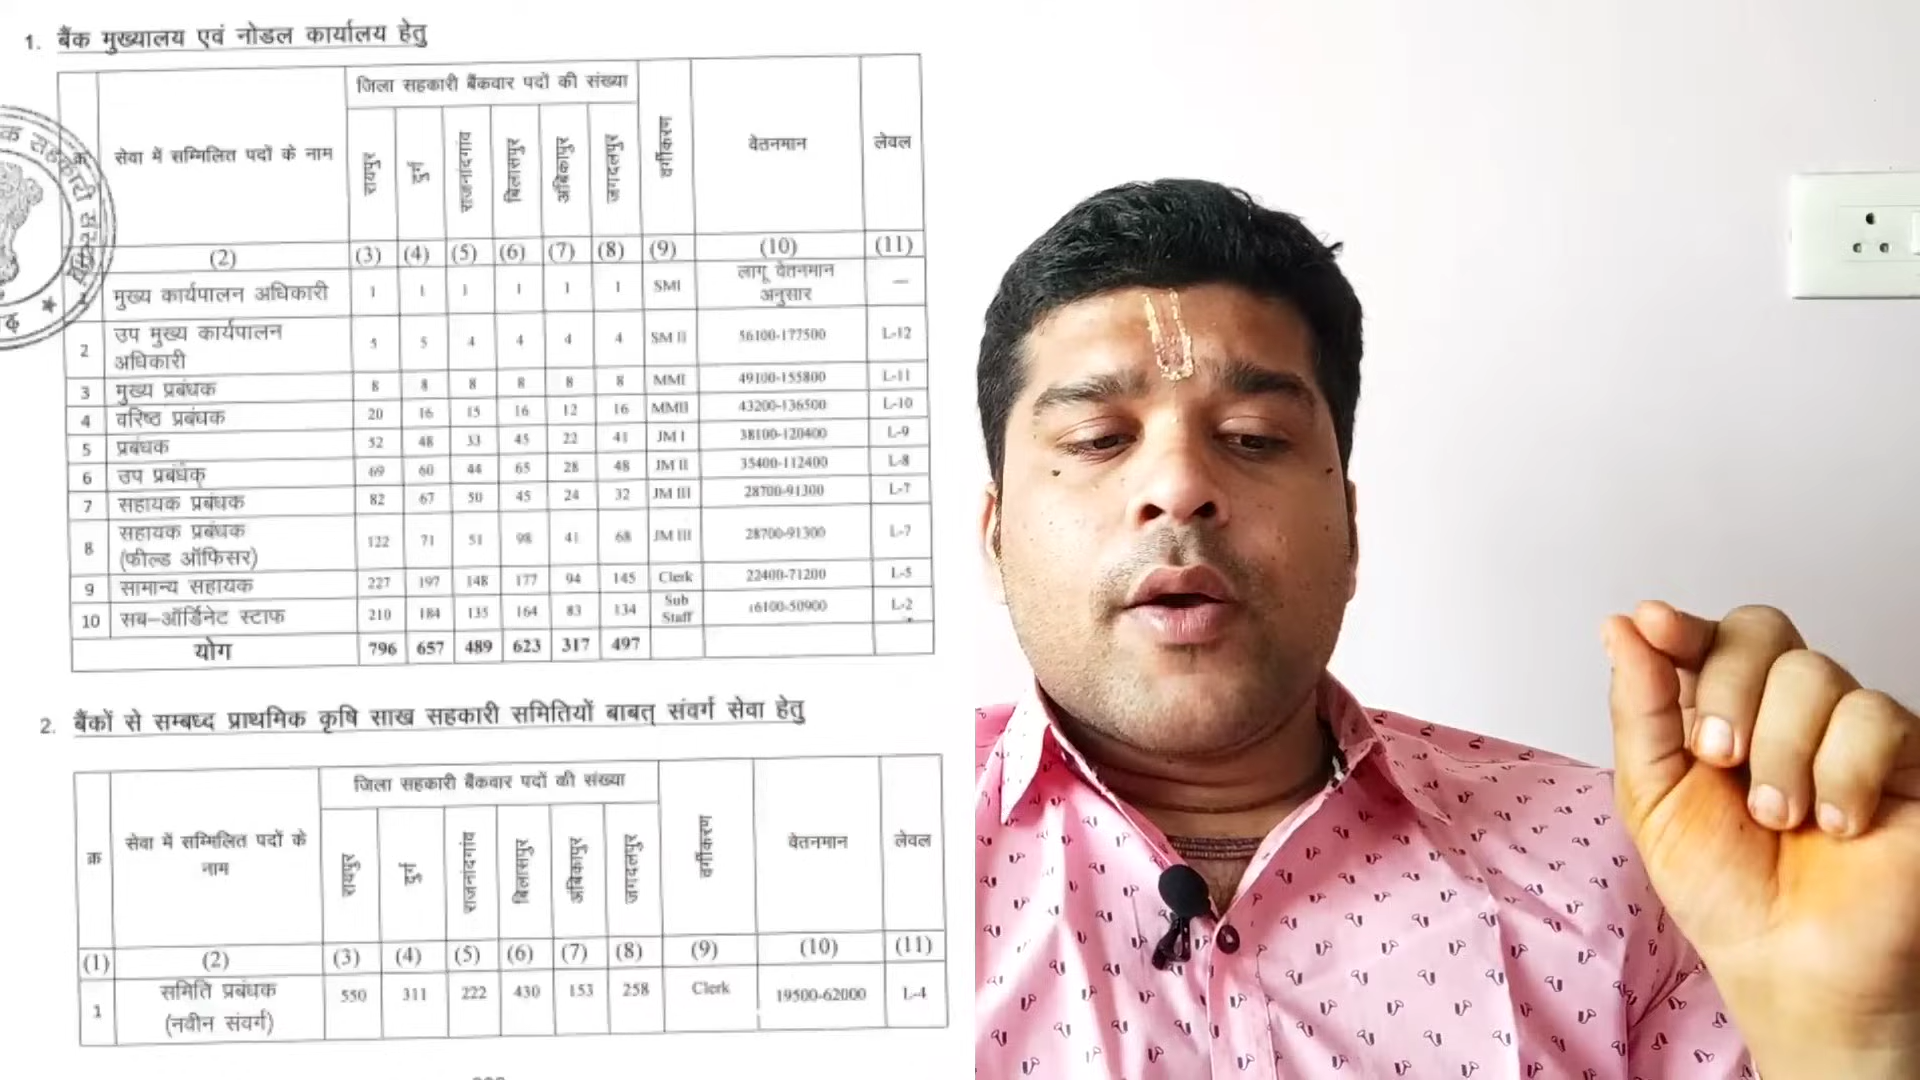 1. बैंक मुख्यालय एवं नोडल कार्यालय हेतु
क्र सेवा में सम्मिलित पदों के नाम जिला सहकारी बैंकवार पदों की संख्या वर्गीकरण वेतनमान लेवल
रायपुर दुर्ग राजनांदगांव बिलासपुर अंबिकापुर जगदलपुर
(2) (3) (4) (5) (6) (7) (8) (9) (10) (11)
मुख्य कार्यपालन अधिकारी 1 1 1 1 1 1 SMI लागू वेतनमान अनुसार —
2 उप मुख्य कार्यपालन अधिकारी 5 5 4 4 4 4 SM II 56100-177500 L-12
3 मुख्य प्रबंधक 8 8 8 8 8 8 MMI 49100-155800 L-11
4 वरिष्ठ प्रबंधक 20 16 15 16 12 16 MMII 43200-136500 L-10
5 प्रबंधक 52 48 33 45 22 41 JM I 38100-120400 L-9
6 उप प्रबंधक 69 60 44 65 28 48 JM II 35400-112400 L-8
7 सहायक प्रबंधक 82 67 50 45 24 32 JM III 28700-91300 L-7
8 सहायक प्रबंधक (फील्ड ऑफिसर) 122 71 51 98 41 68 JM III 28700-91300 L-7
9 सामान्य सहायक 227 197 148 177 94 145 Clerk 22400-71200 L-5
10 सब-ऑर्डिनेट स्टाफ 210 184 135 164 83 134 Sub Staff 16100-50900 L-2
योग 796 657 489 623 317 497
2. बैंकों से सम्बध्द प्राथमिक कृषि साख सहकारी समितियों बाबत् संवर्ग सेवा हेतु
क्र सेवा में सम्मिलित पदों के नाम जिला सहकारी बैंकवार पदों की संख्या वर्गीकरण वेतनमान लेवल
रायपुर दुर्ग राजनांदगांव बिलासपुर अंबिकापुर जगदलपुर
(1) (2) (3) (4) (5) (6) (7) (8) (9) (10) (11)
1 समिति प्रबंधक (नवीन संवर्ग) 550 311 222 430 153 258 Clerk 19500-62000 L-4